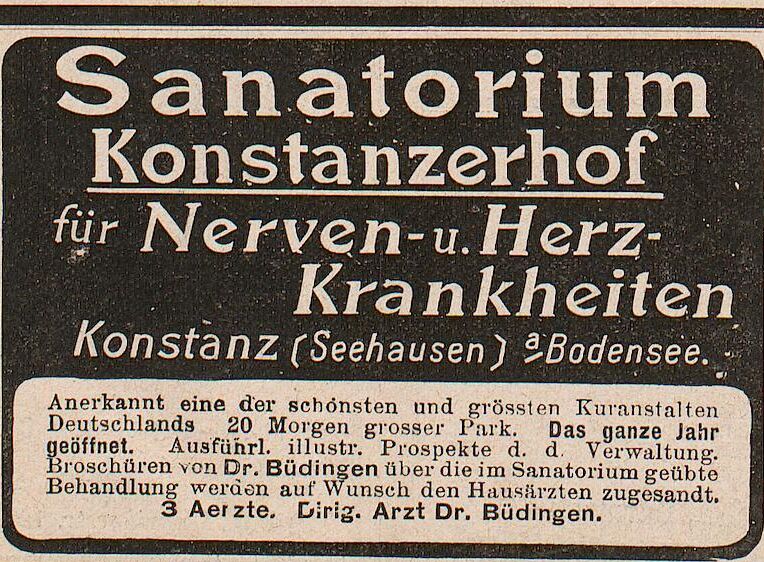 Sanatorium
Konstanzerhof
für Nerven- u. Herz-
Krankheiten
Konstanz (Seehausen) a/Bodensee.
Anerkannt eine der schönsten und grössten Kuranstalten
Deutschlands 20 Morgen grosser Park. Das ganze Jahr
geöffnet. Ausführl. illustr. Prospekte d. d. Verwaltung.
Broschüren von Dr. Büdingen über die im Sanatorium geübte
Behandlung werden auf Wunsch den Hausärzten zugesandt.
3 Aerzte. Dirig. Arzt Dr. Büdingen.